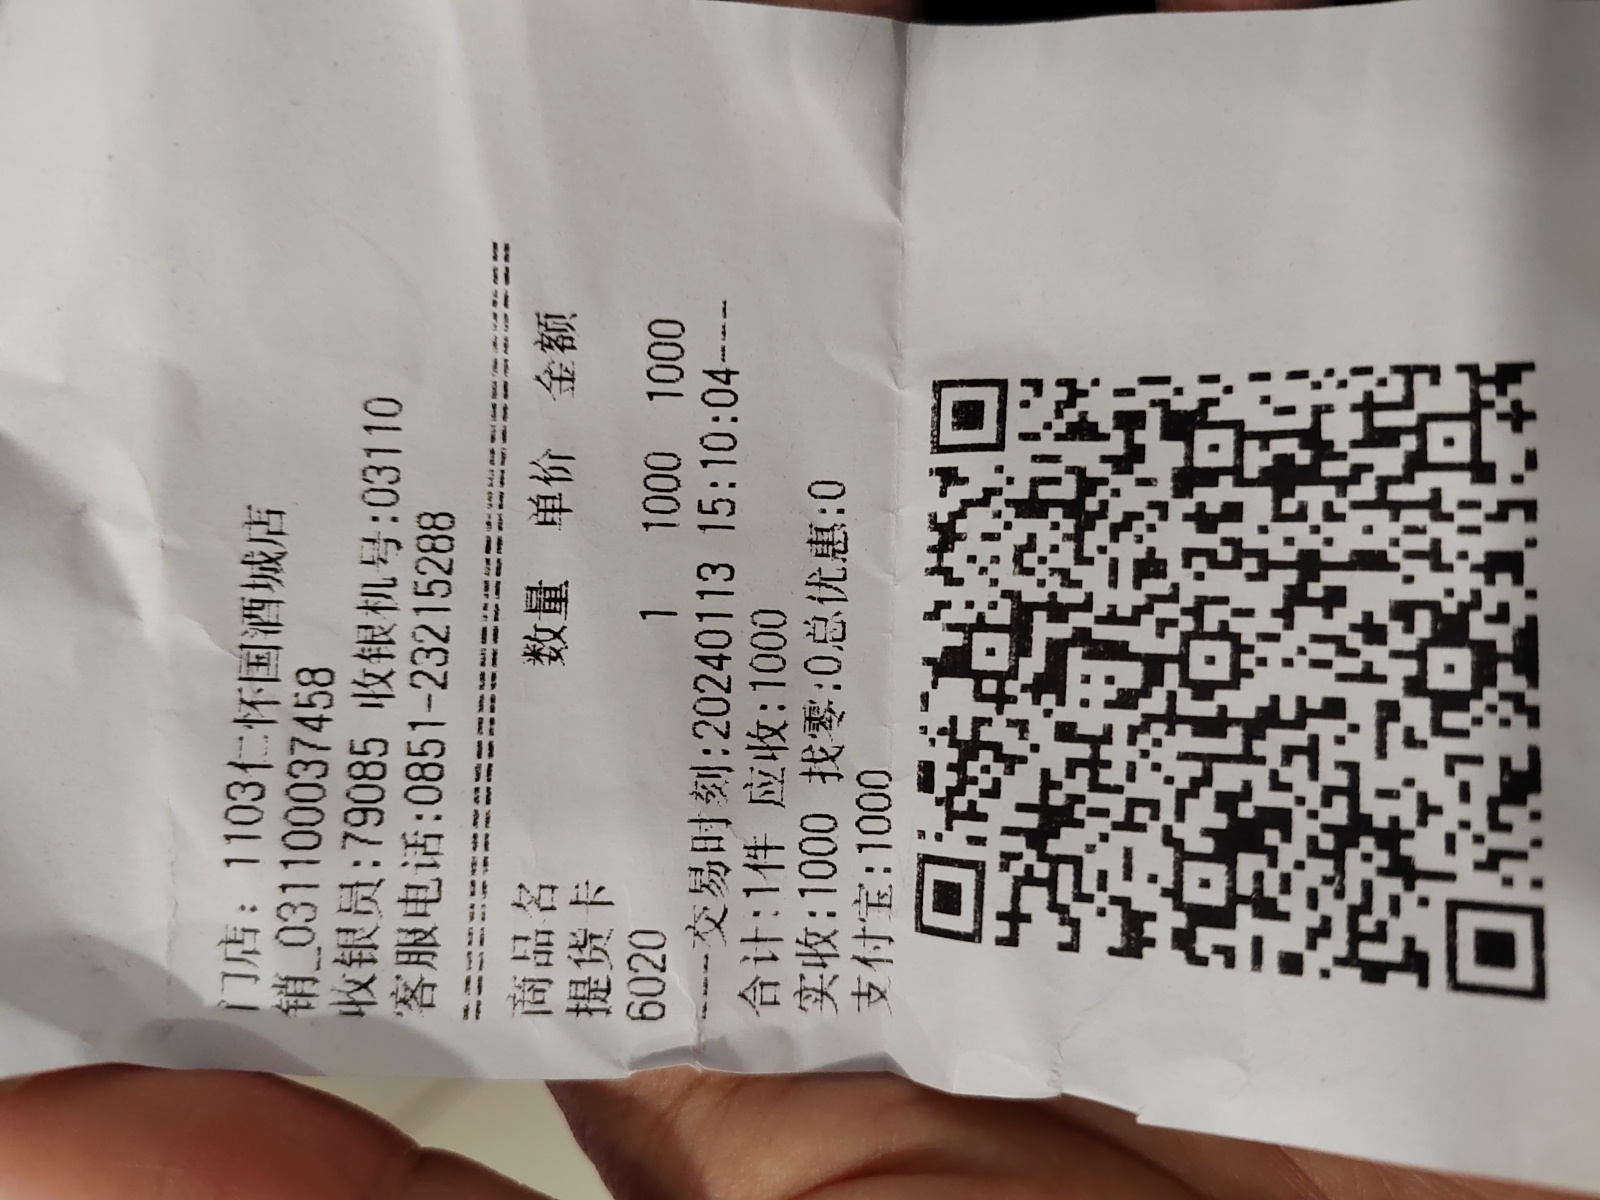 门店: 1103仁怀国酒城店
销_031100037458
收银员:79085 收银机号:03110
客服电话:0851-23215288
================================
商品名 数量 单价 金额
提货卡
6020 1 1000 1000
----交易时刻:20240113 15:10:04----
合计:1件 应收:1000
实收:1000 找零:0总优惠:0
支付宝:1000